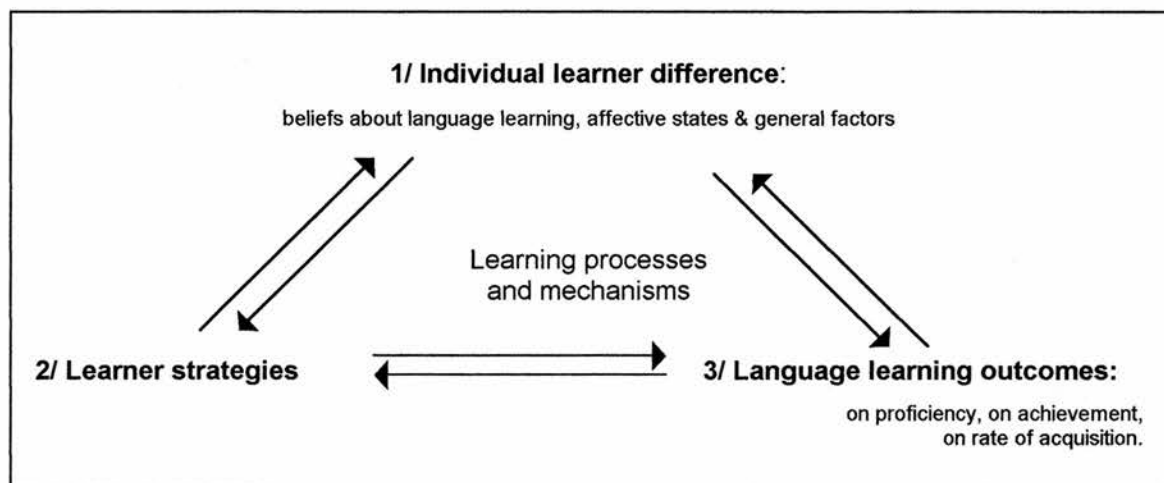 1/ Individual learner difference:
beliefs about language learning, affective states & general factors
Learning processes
and mechanisms
2/ Learner strategies
3/ Language learning outcomes:
on proficiency, on achievement,
on rate of acquisition.